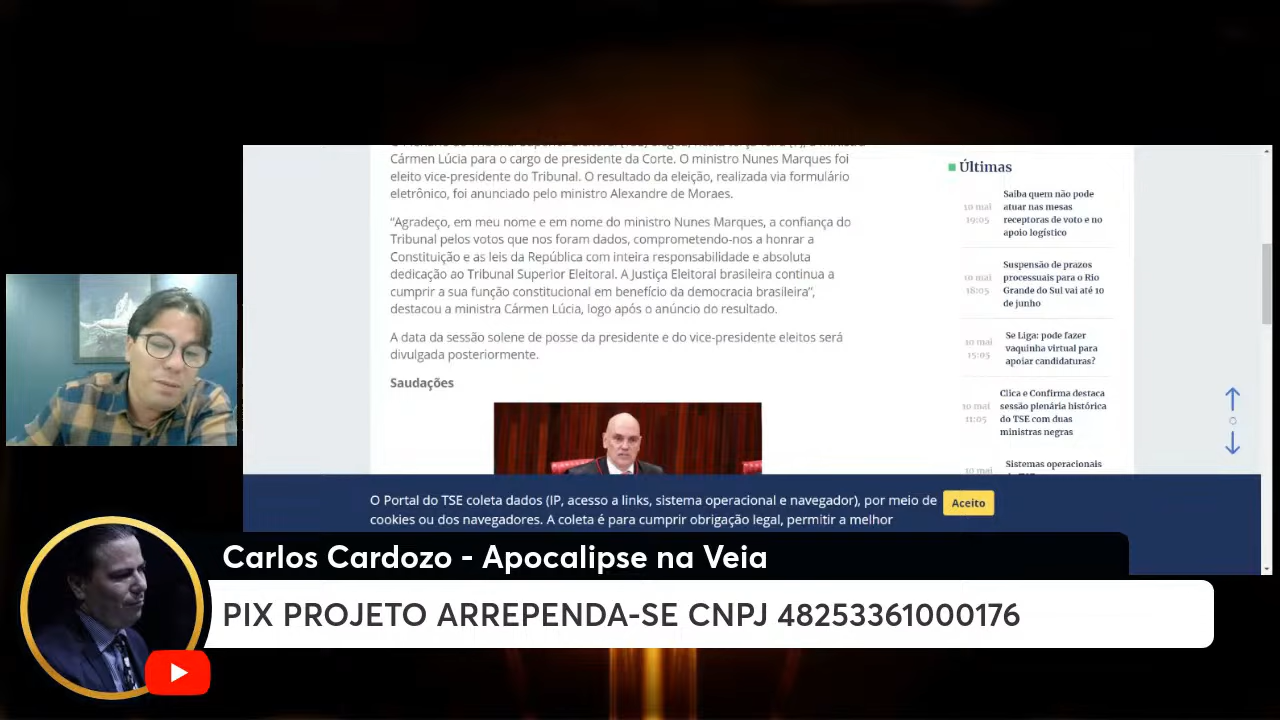 Cármen Lúcia para o cargo de presidente da Corte. O ministro Nunes Marques foi
eleito vice-presidente do Tribunal. O resultado da eleição, realizada via formulário
eletrônico, foi anunciado pelo ministro Alexandre de Moraes.
“Agradeço, em meu nome e em nome do ministro Nunes Marques, a confiança do
Tribunal pelos votos que nos foram dados, comprometendo-nos a honrar a
Constituição e as leis da República com inteira responsabilidade e absoluta
dedicação ao Tribunal Superior Eleitoral. A Justiça Eleitoral brasileira continua a
cumprir a sua função constitucional em benefício da democracia brasileira”,
destacou a ministra Cármen Lúcia, logo após o anúncio do resultado.
A data da sessão solene de posse da presidente e do vice-presidente eleitos será
divulgada posteriormente.
Saudações
Últimas
10 mai
19:05
Saiba quem não pode
atuar nas mesas
receptoras de voto e no
apoio logístico
10 mai
18:05
Suspensão de prazos
processuais para o Rio
Grande do Sul vai até 10
de junho
10 mai
15:05
Se Liga: pode fazer
vaquinha virtual para
apoiar candidaturas?
10 mai
11:05
Clica e Confirma destaca
sessão plenária histórica
do TSE com duas
ministras negras
10 mai
Sistemas operacionais
O Portal do TSE coleta dados (IP, acesso a links, sistema operacional e navegador), por meio de
cookies ou dos navegadores. A coleta é para cumprir obrigação legal, permitir a melhor
Aceito
Carlos Cardozo - Apocalipse na Veia
PIX PROJETO ARREPENDA-SE CNPJ 48253361000176